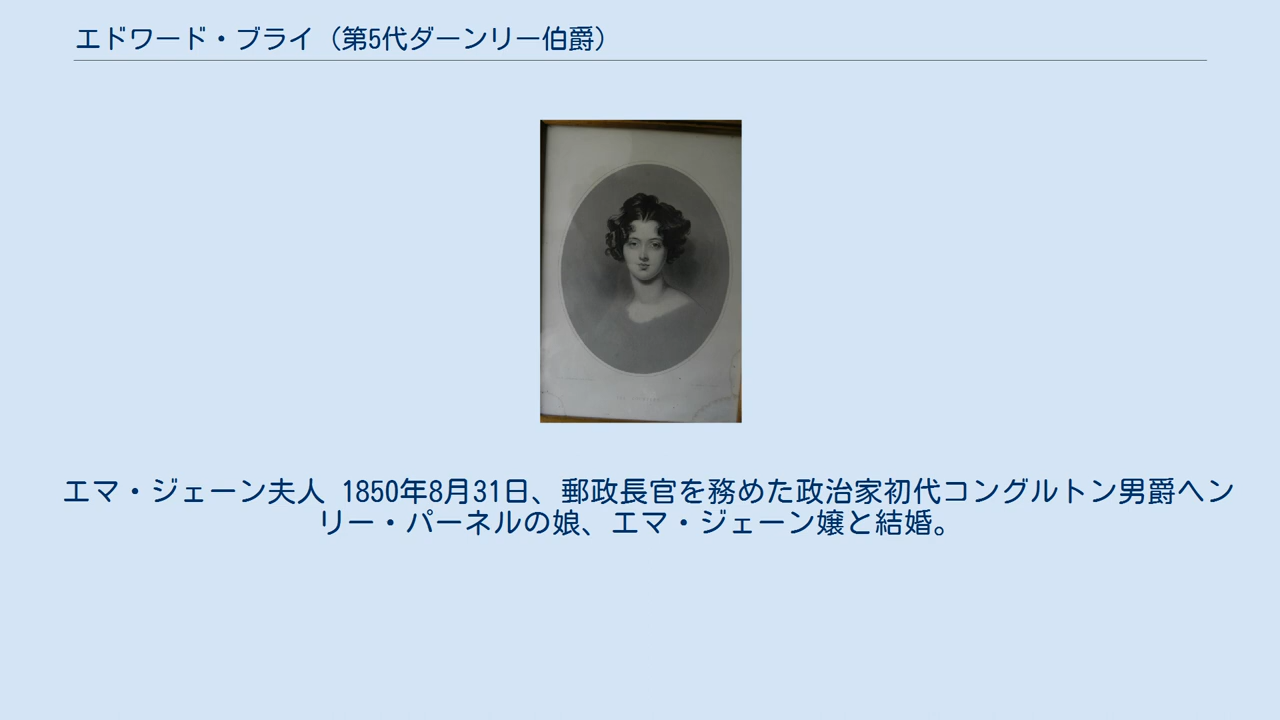 エドワード・ブライ（第5代ダーンリー伯爵）
エマ・ジェーン夫人 1850年8月31日、郵政長官を務めた政治家初代コングルトン男爵ヘン
リー・パーネルの娘、エマ・ジェーン嬢と結婚。